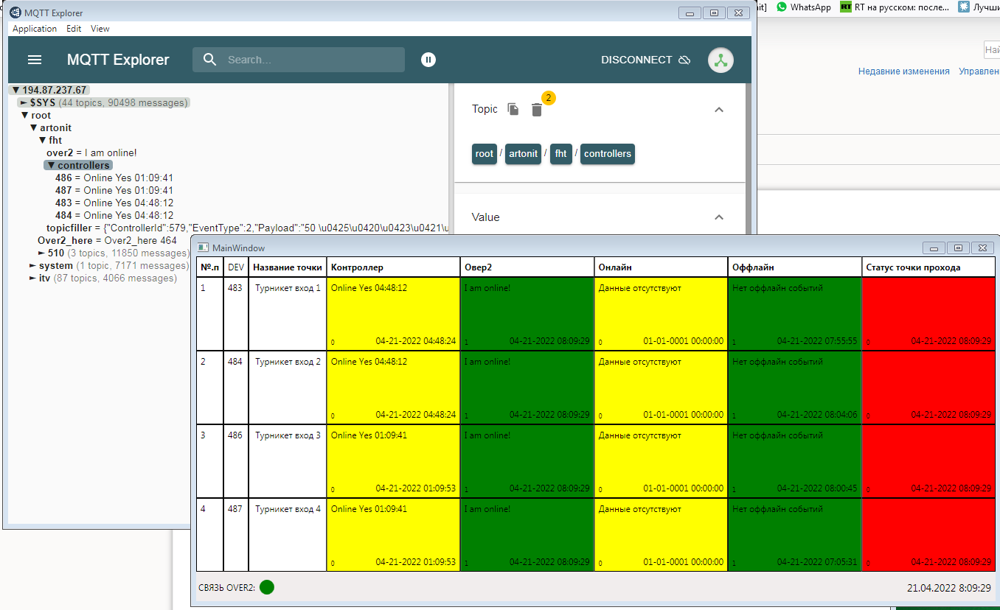 MQTT Explorer
Application Edit View
MQTT Explorer Search... DISCONNECT
WhatsApp RT RT на русском: после... Лучши
Най
Недавние изменения Управлен
194.87.237.67
$SYS (44 topics, 90498 messages)
root
artonit
fht
over2 = I am online!
controllers
486 = Online Yes 01:09:41
487 = Online Yes 01:09:41
483 = Online Yes 04:48:12
484 = Online Yes 04:48:12
topicfiller = {"ControllerId":579,"EventType":2,"Payload":"50 \u0425\u0420\u0423\u0421\u
Over2_here = Over2_here 464
510 (3 topics, 11850 messages)
system (1 topic, 7171 messages)
itv (87 topics, 4066 messages)
Topic 2
root / artonit / fht / controllers
Value
MainWindow
№.п DEV Название точки Контроллер Овер2 Онлайн Оффлайн Статус точки прохода
1 483 Турникет вход 1 Online Yes 04:48:12 I am online! Данные отсутствуют Нет оффлайн событий
0 04-21-2022 04:48:24 1 04-21-2022 08:09:29 0 01-01-0001 00:00:00 1 04-21-2022 07:55:55 0 04-21-2022 08:09:29
2 484 Турникет вход 2 Online Yes 04:48:12 I am online! Данные отсутствуют Нет оффлайн событий
0 04-21-2022 04:48:24 1 04-21-2022 08:09:29 0 01-01-0001 00:00:00 1 04-21-2022 08:04:06 0 04-21-2022 08:09:29
3 486 Турникет вход 3 Online Yes 01:09:41 I am online! Данные отсутствуют Нет оффлайн событий
0 04-21-2022 01:09:53 1 04-21-2022 08:09:29 0 01-01-0001 00:00:00 1 04-21-2022 08:00:45 0 04-21-2022 08:09:29
4 487 Турникет вход 4 Online Yes 01:09:41 I am online! Данные отсутствуют Нет оффлайн событий
0 04-21-2022 01:09:53 1 04-21-2022 08:09:29 0 01-01-0001 00:00:00 1 04-21-2022 07:05:31 0 04-21-2022 08:09:29
СВЯЗЬ OVER2: 21.04.2022 8:09:29